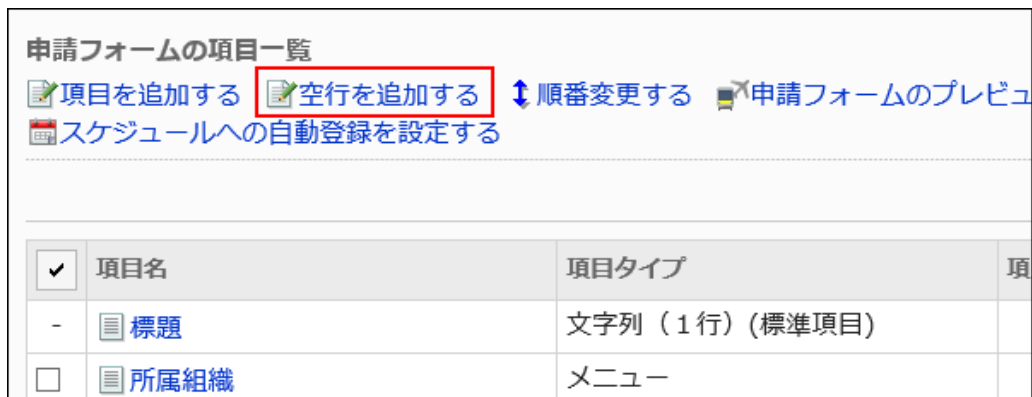 申請フォームの項目一覧
項目を追加する 空行を追加する 順番変更する 申請フォームのプレビュ
スケジュールへの自動登録を設定する
項目名 項目タイプ 項
- 標題 文字列（１行）(標準項目)
所属組織 メニュー